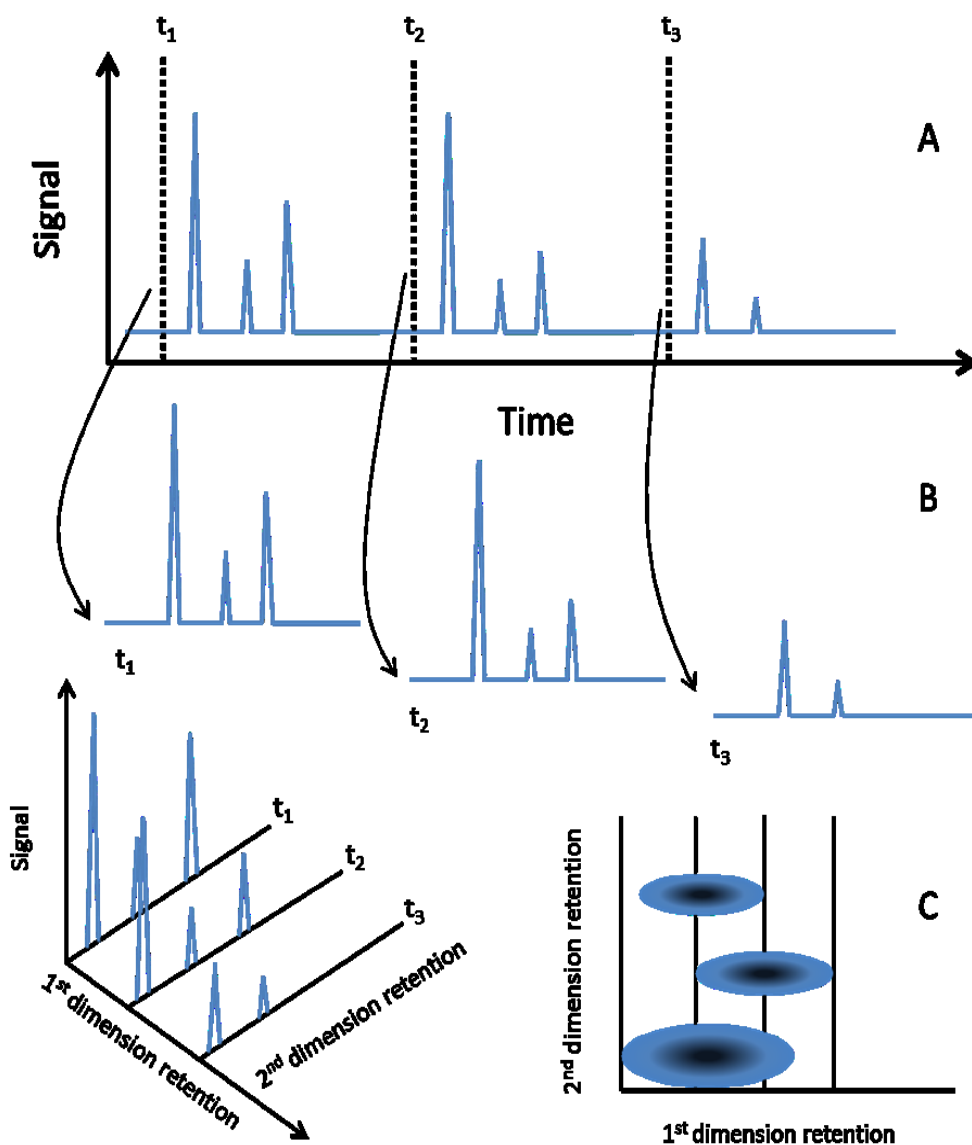 t₁
t₂
t₃
A
Signal
Time
B
t₁
t₂
t₃
Signal
t₁
t₂
t₃
1ˢᵗ dimension retention
2ⁿᵈ dimension retention
C
2ⁿᵈ dimension retention
1ˢᵗ dimension retention